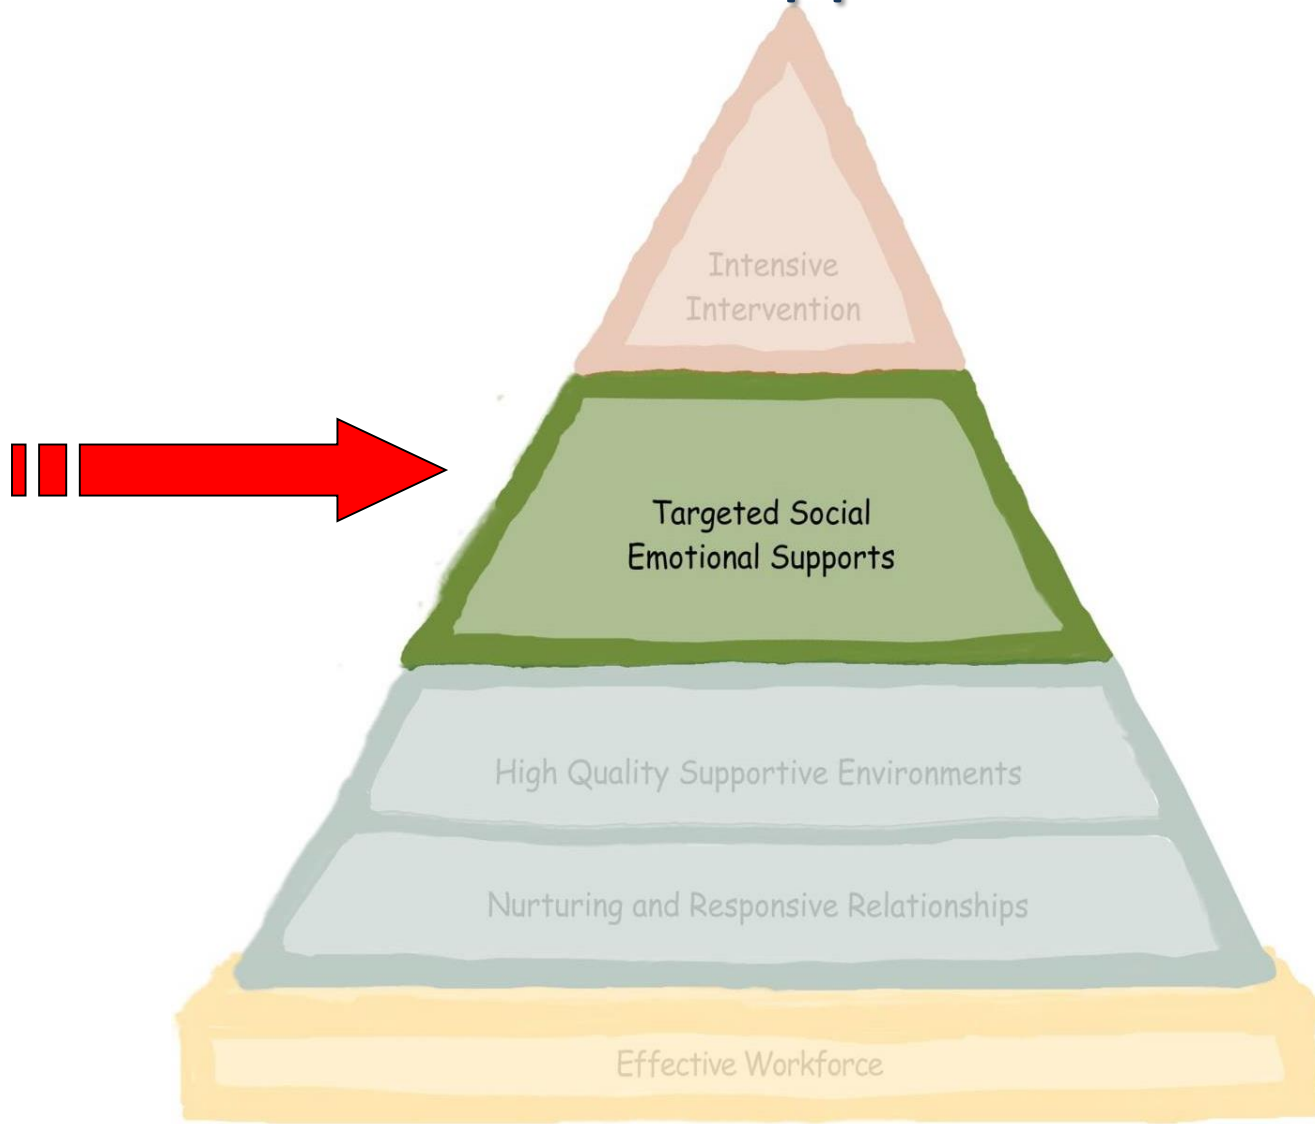 Intensive
Intervention
Targeted Social
Emotional Supports
High Quality Supportive Environments
Nurturing and Responsive Relationships
Effective Workforce